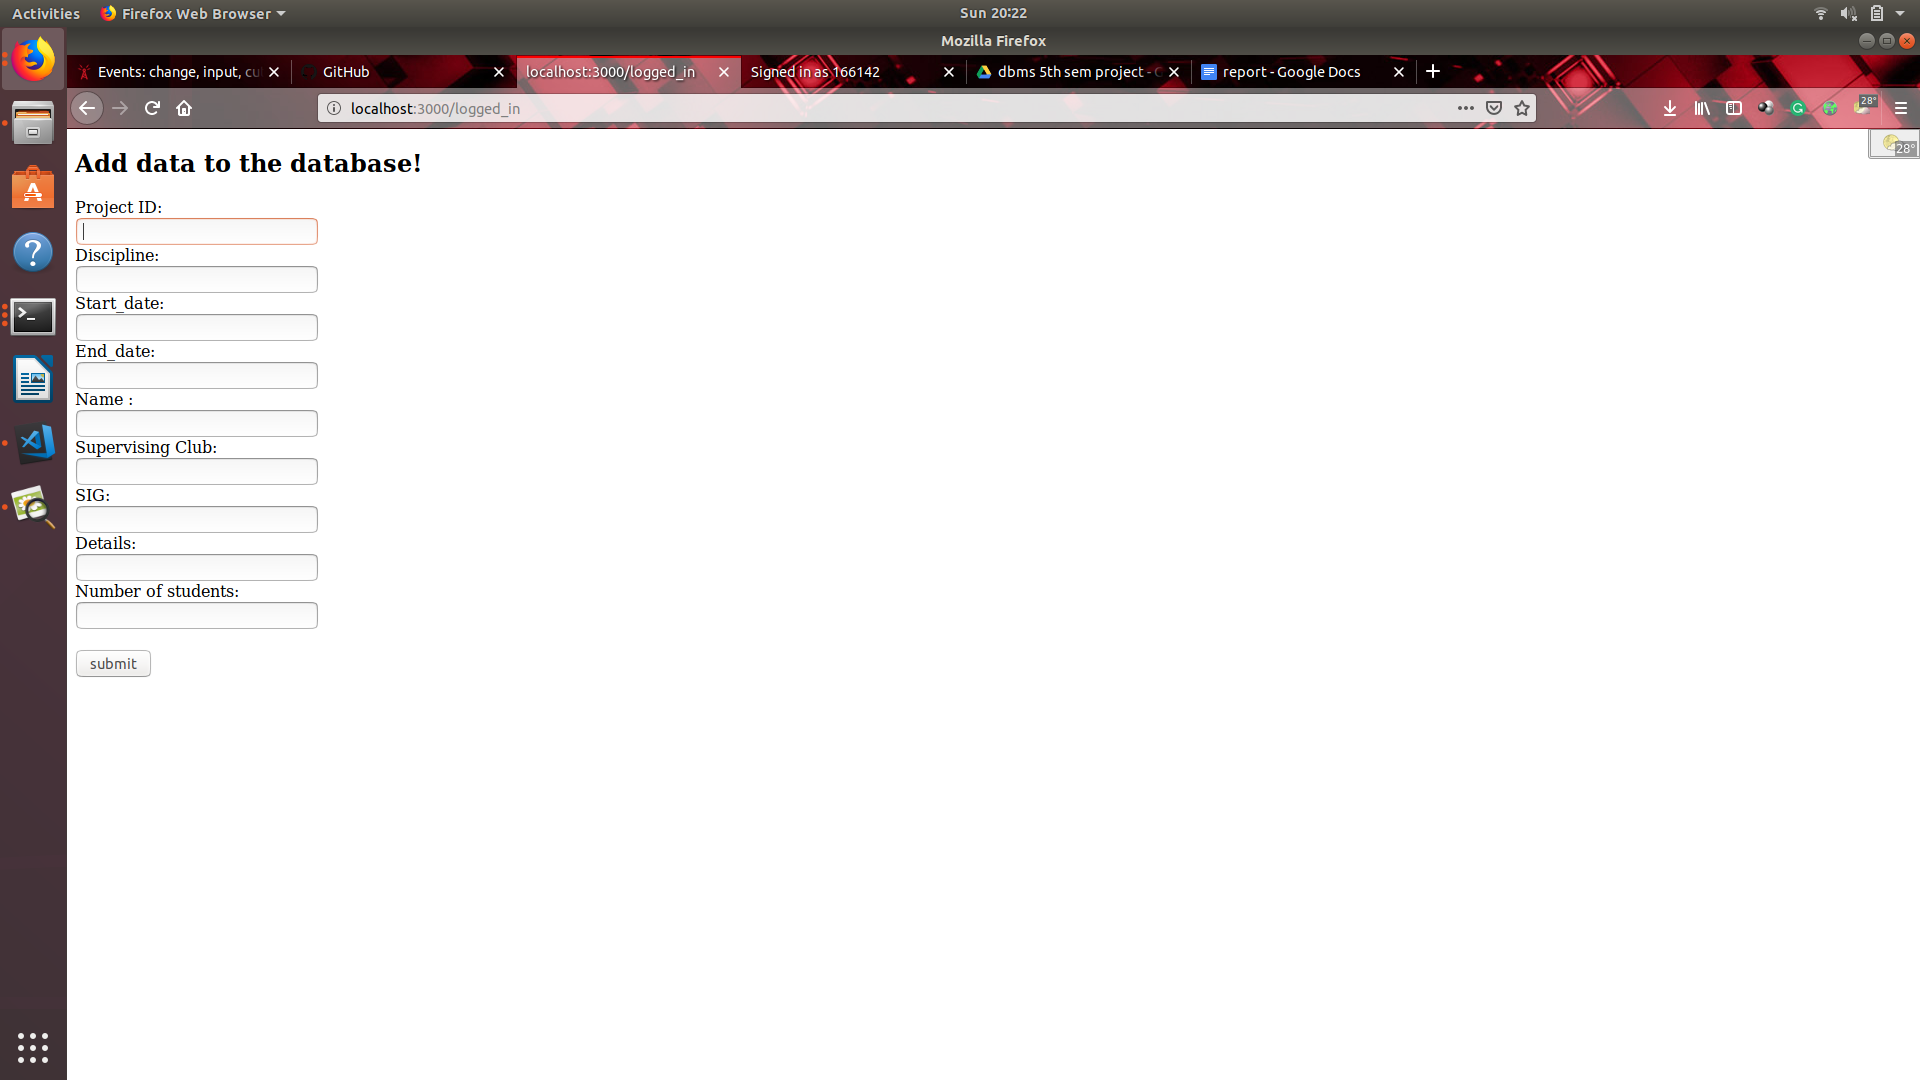 Activities Firefox Web Browser Sun 20:22
Mozilla Firefox
Events: change, input, cu GitHub localhost:3000/logged_in Signed in as 166142 dbms 5th sem project - report - Google Docs
localhost:3000/logged_in 28°
28°
Add data to the database!
Project ID:
Discipline:
Start_date:
End_date:
Name :
Supervising Club:
SIG:
Details:
Number of students:
submit